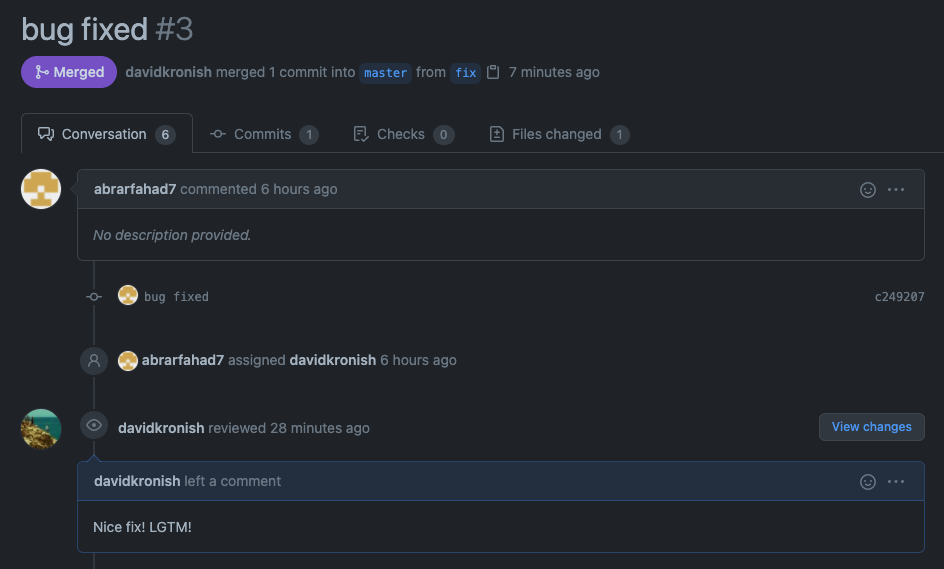 bug fixed #3
Merged davidkronish merged 1 commit into master from fix 7 minutes ago
Conversation 6 Commits 1 Checks 0 Files changed 1
abrarfahad7 commented 6 hours ago
No description provided.
bug fixed c249207
abrarfahad7 assigned davidkronish 6 hours ago
davidkronish reviewed 28 minutes ago View changes
davidkronish left a comment
Nice fix! LGTM!